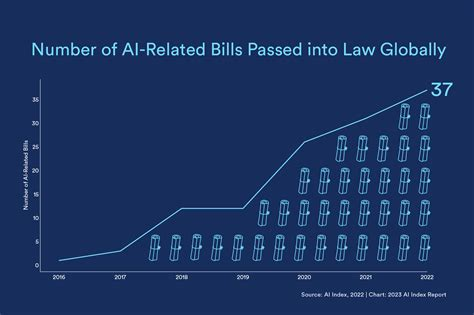 Number of AI-Related Bills Passed into Law Globally
37
35
30
25
20
15
10
5
0
Number of AI-Related Bills
2016 2017 2018 2019 2020 2021 2022
Source: AI Index, 2022 | Chart: 2023 AI Index Report